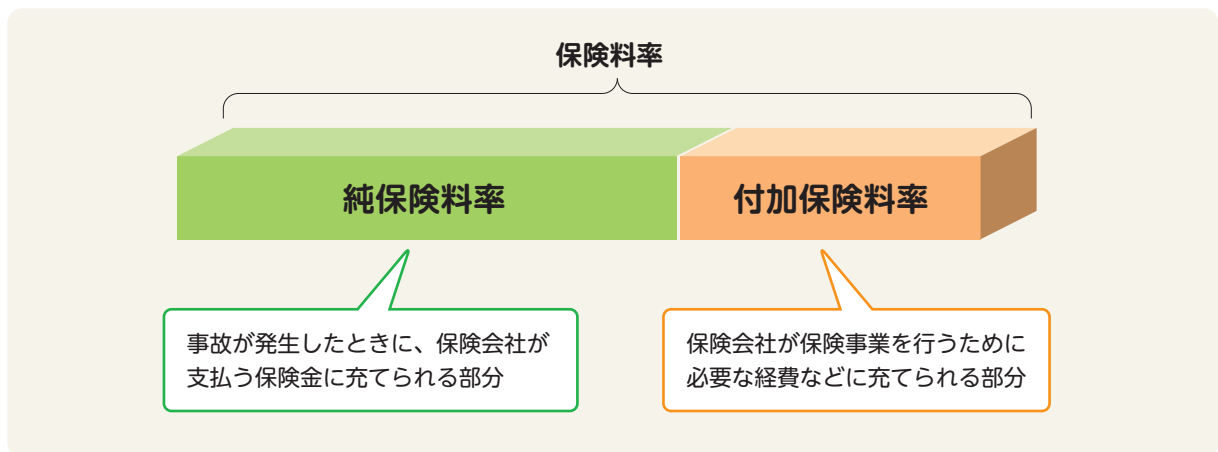 保険料率
純保険料率
付加保険料率
事故が発生したときに、保険会社が
支払う保険金に充てられる部分
保険会社が保険事業を行うために
必要な経費などに充てられる部分